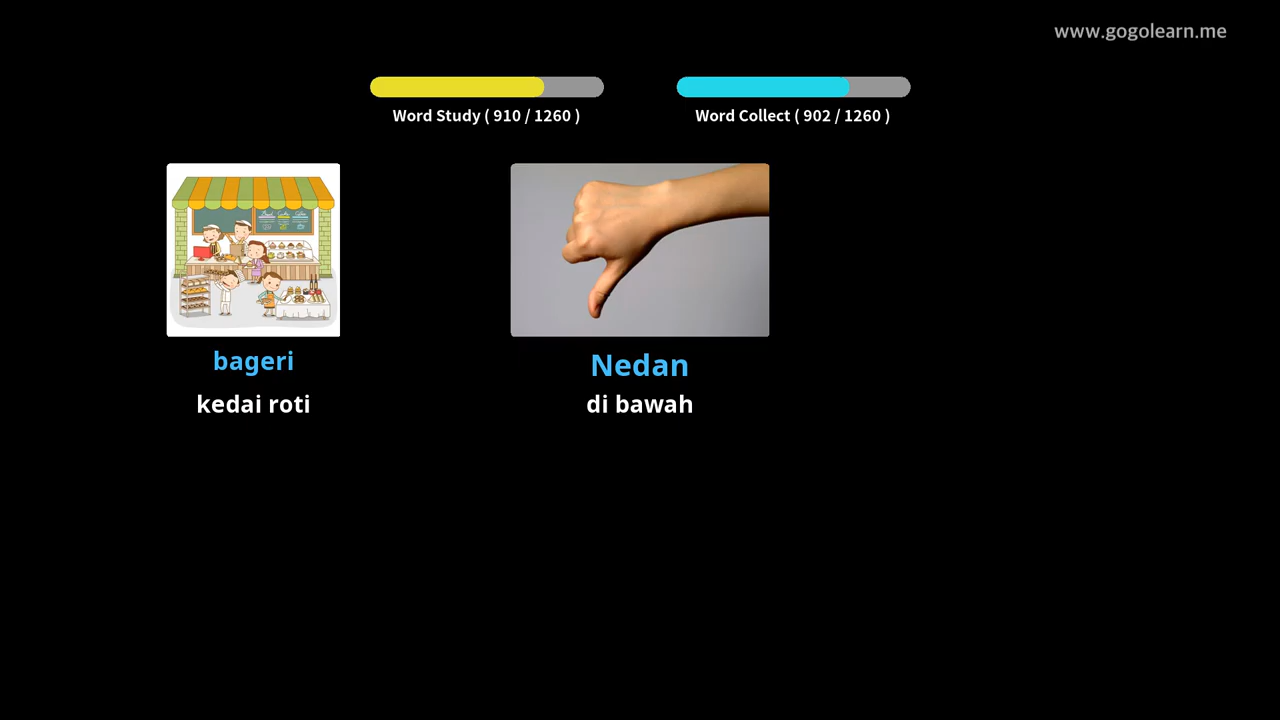 www.gogolearn.me
Word Study ( 910 / 1260 )
Word Collect ( 902 / 1260 )
bageri
kedai roti
Nedan
di bawah